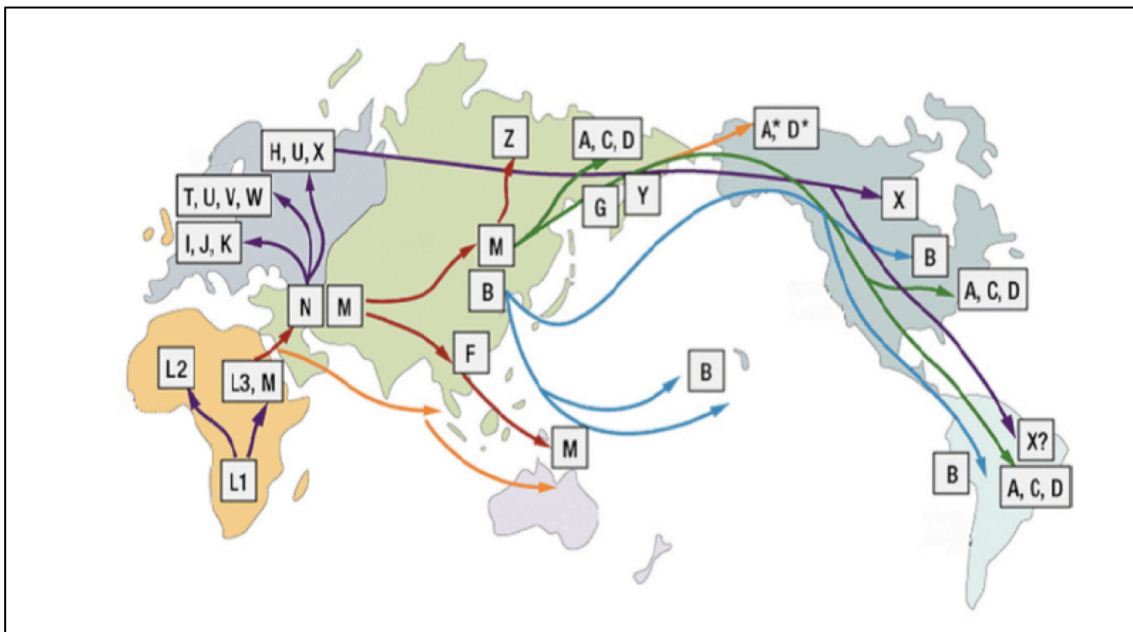 Z
A, C, D
A,* D*
H, U, X
T, U, V, W
G
Y
X
I, J, K
M
B
B
A, C, D
N
M
F
B
L2
L3, M
M
X?
L1
B
A, C, D